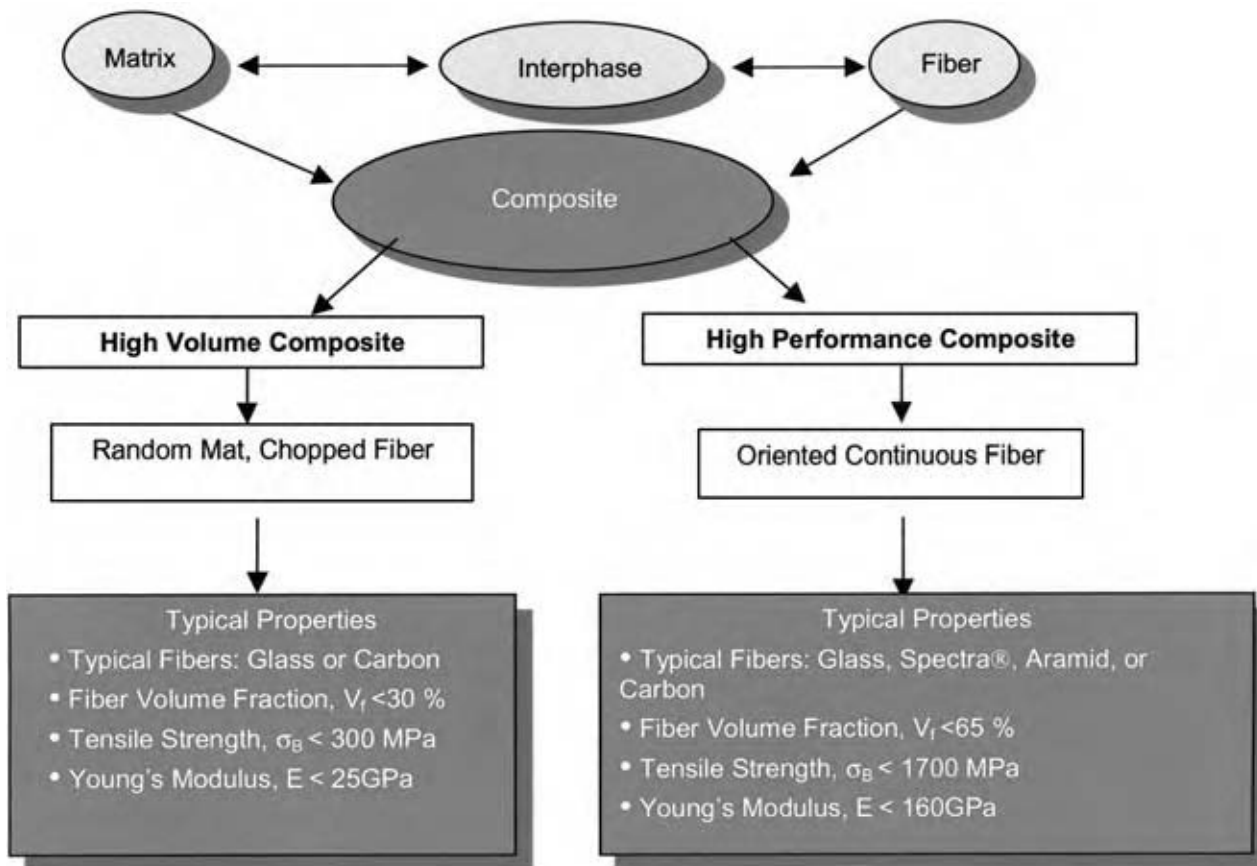 Matrix
Interphase
Fiber
Composite
High Volume Composite
High Performance Composite
Random Mat, Chopped Fiber
Oriented Continuous Fiber
Typical Properties
• Typical Fibers: Glass or Carbon
• Fiber Volume Fraction, Vf <30 %
• Tensile Strength, σB < 300 MPa
• Young's Modulus, E < 25GPa
Typical Properties
• Typical Fibers: Glass, Spectra®, Aramid, or
Carbon
• Fiber Volume Fraction, Vf <65 %
• Tensile Strength, σB < 1700 MPa
• Young's Modulus, E < 160GPa